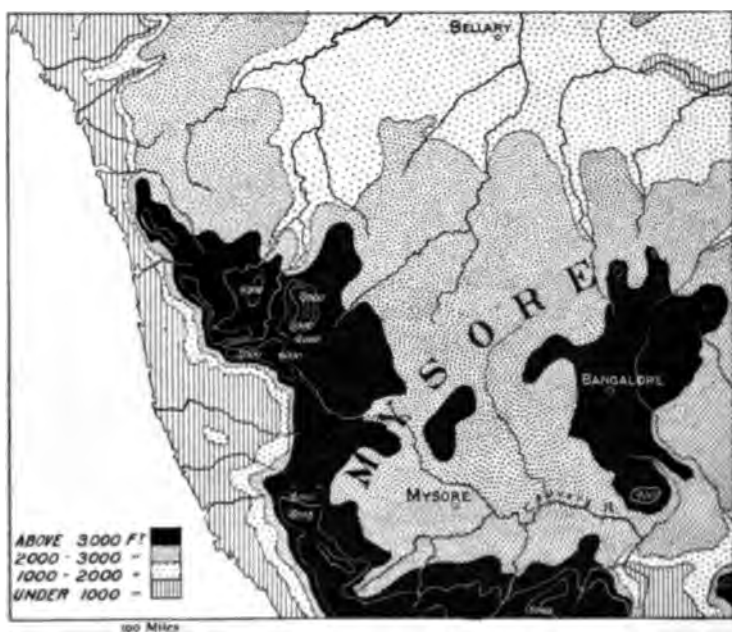 BELLARY
MYSORE
BANGALORE
MYSORE
CAUVERY R.
ABOVE 3000 FT
2000 - 3000 "
1000 - 2000 "
UNDER 1000 "
100 Miles